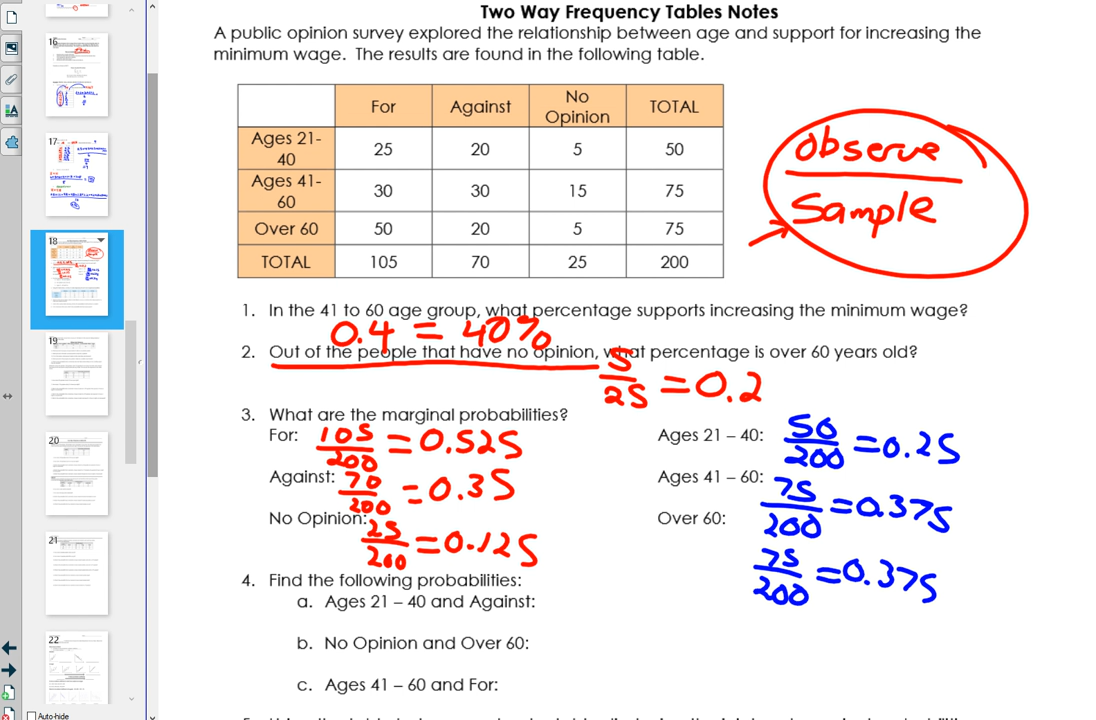 Two Way Frequency Tables Notes
A public opinion survey explored the relationship between age and support for increasing the
minimum wage. The results are found in the following table.
For Against No Opinion TOTAL
Ages 21-40 25 20 5 50
Ages 41-60 30 30 15 75
Over 60 50 20 5 75
TOTAL 105 70 25 200
Observe
Sample
1. In the 41 to 60 age group, what percentage supports increasing the minimum wage?
0.4 = 40%
2. Out of the people that have no opinion, what percentage is over 60 years old?
5/25 = 0.2
3. What are the marginal probabilities?
For: 105/200 = 0.525
Ages 21 – 40: 50/200 = 0.25
Against: 70/200 = 0.35
Ages 41 – 60: 75/200 = 0.375
No Opinion: 25/200 = 0.125
Over 60: 75/200 = 0.375
4. Find the following probabilities:
a. Ages 21 – 40 and Against:
b. No Opinion and Over 60:
c. Ages 41 – 60 and For:
16
17
18
19
20
21
22
Auto-hide